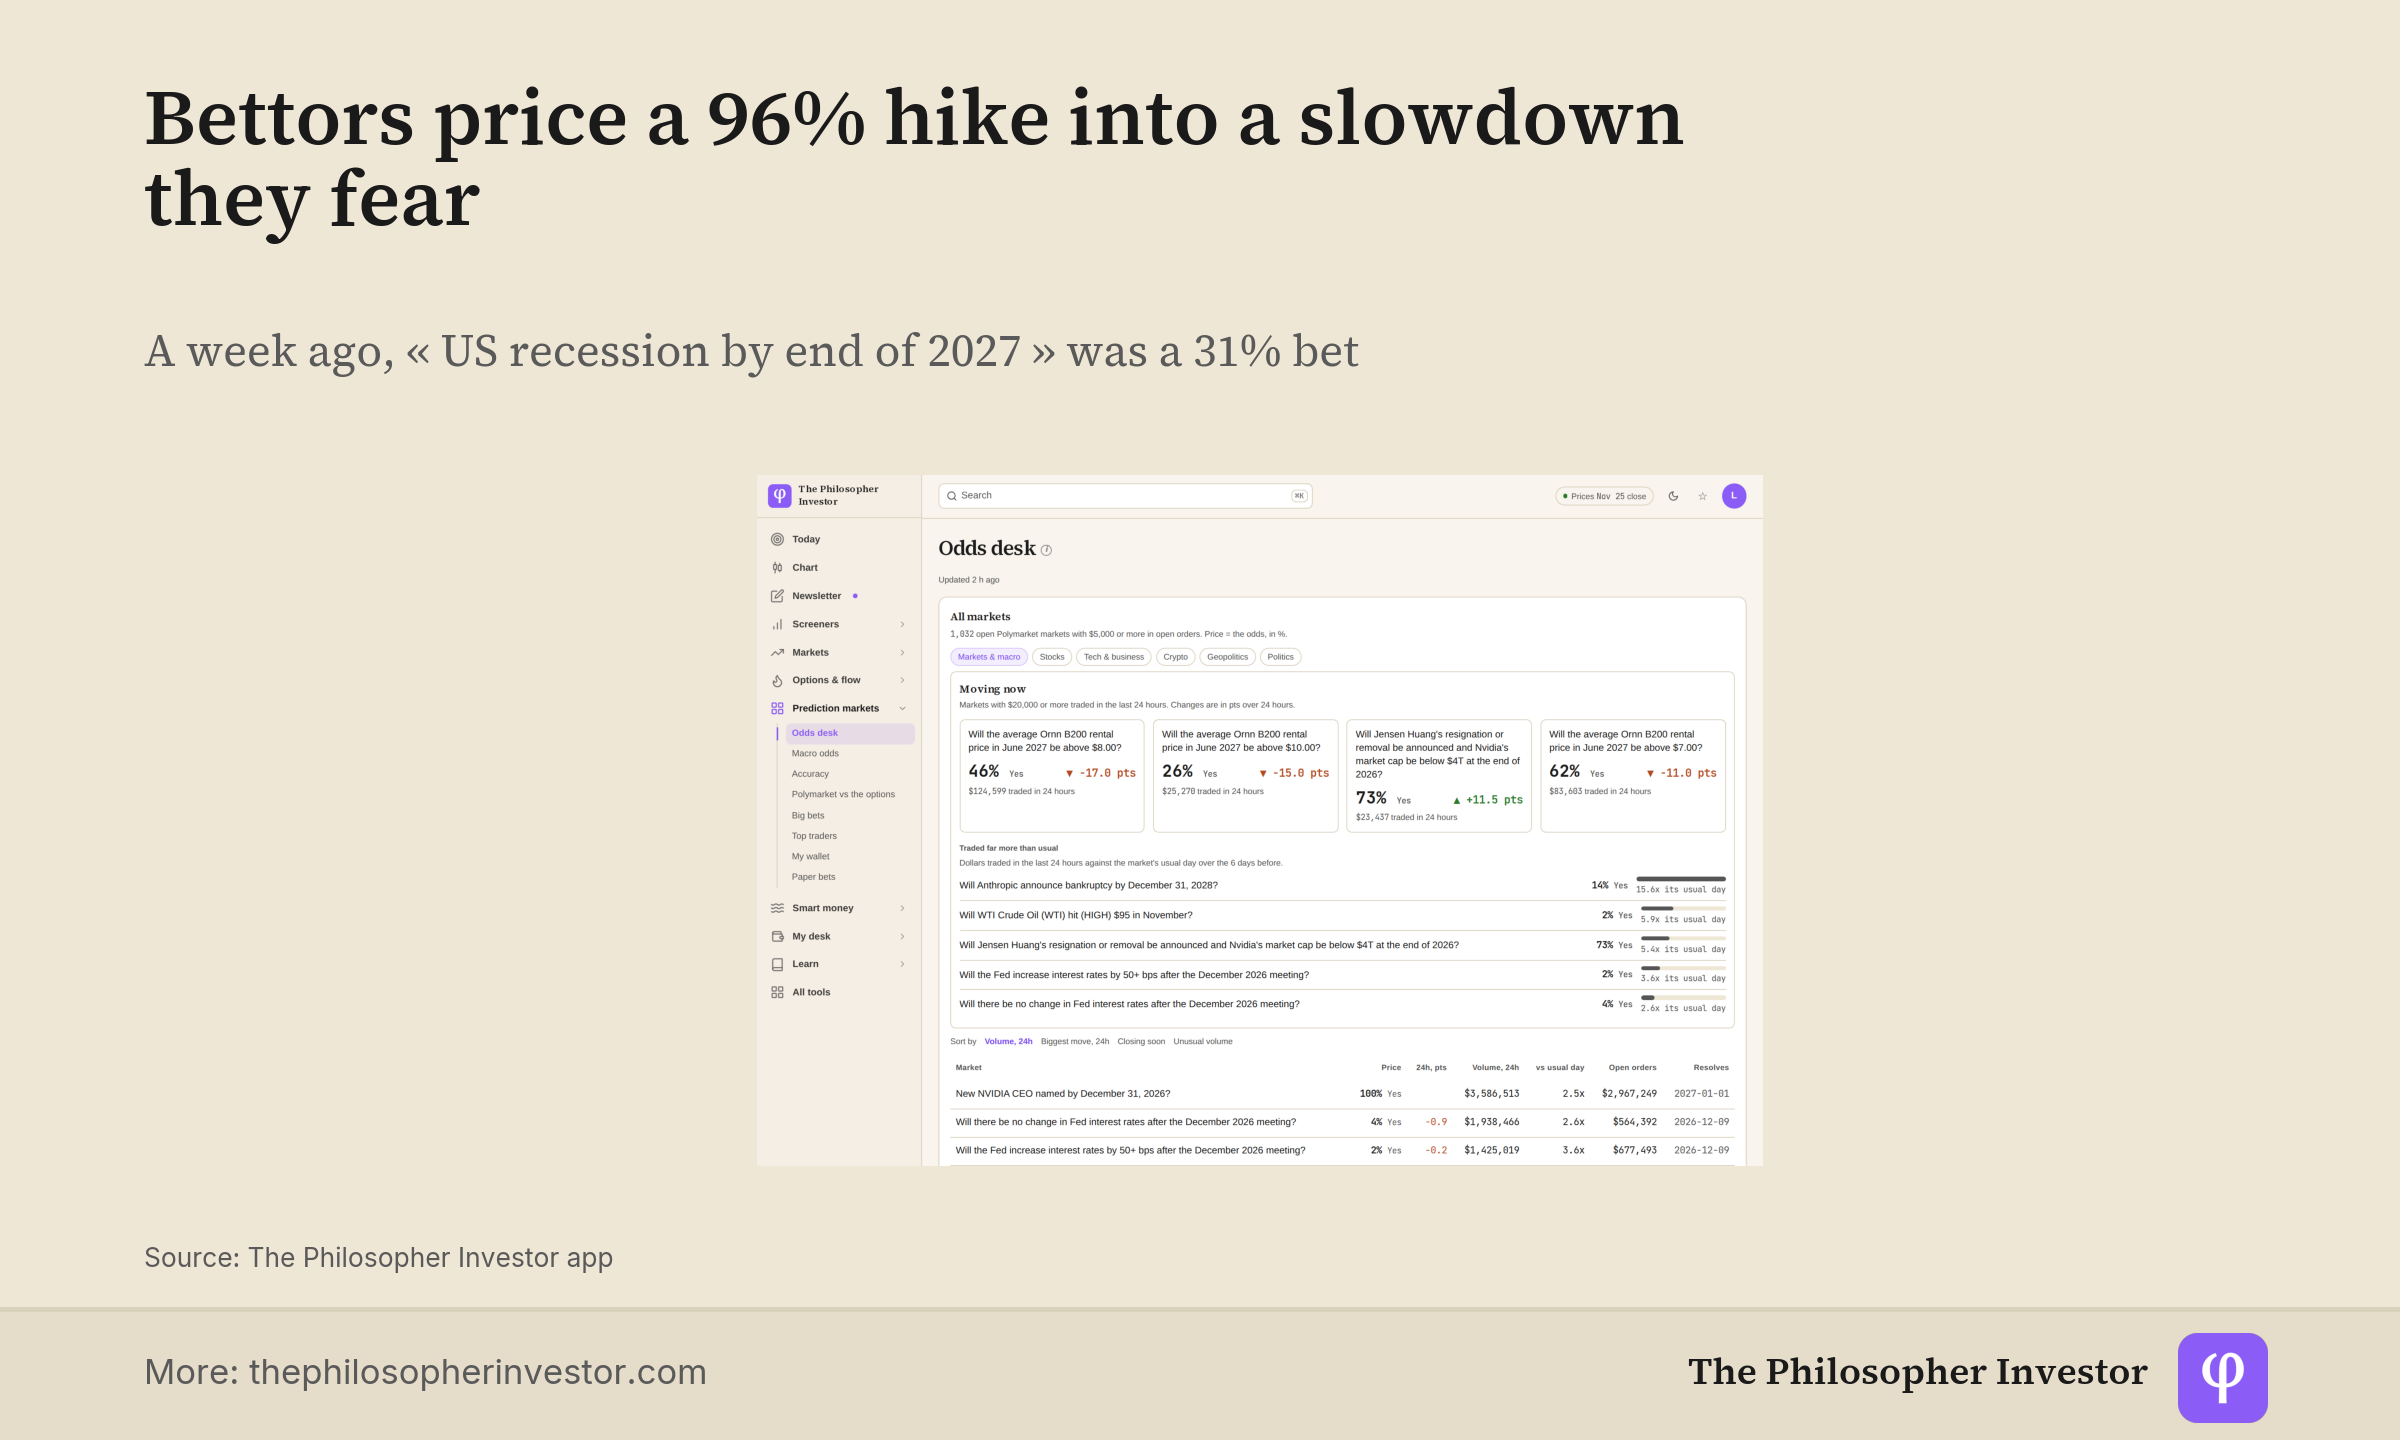 Bettors price a 96% hike into a slowdown
they fear
A week ago, « US recession by end of 2027 » was a 31% bet
φ
The Philosopher
Investor
Search
⌘K
Prices Nov 25 close
L
Today
Chart
Newsletter
Screeners
Markets
Options & flow
Prediction markets
Odds desk
Macro odds
Accuracy
Polymarket vs the options
Big bets
Top traders
My wallet
Paper bets
Smart money
My desk
Learn
All tools
Odds desk
Updated 2 h ago
All markets
1,032 open Polymarket markets with $5,000 or more in open orders. Price = the odds, in %.
Markets & macro Stocks Tech & business Crypto Geopolitics Politics
Moving now
Markets with $20,000 or more traded in the last 24 hours. Changes are in pts over 24 hours.
Will the average Ornn B200 rental
price in June 2027 be above $8.00?
46% Yes ▼ -17.0 pts
$124,599 traded in 24 hours
Will the average Ornn B200 rental
price in June 2027 be above $10.00?
26% Yes ▼ -15.0 pts
$25,270 traded in 24 hours
Will Jensen Huang's resignation or
removal be announced and Nvidia's
market cap be below $4T at the end of
2026?
73% Yes ▲ +11.5 pts
$23,437 traded in 24 hours
Will the average Ornn B200 rental
price in June 2027 be above $7.00?
62% Yes ▼ -11.0 pts
$83,603 traded in 24 hours
Traded far more than usual
Dollars traded in the last 24 hours against the market's usual day over the 6 days before.
Will Anthropic announce bankruptcy by December 31, 2028? 14% Yes 15.6x its usual day
Will WTI Crude Oil (WTI) hit (HIGH) $95 in November? 2% Yes 5.9x its usual day
Will Jensen Huang's resignation or removal be announced and Nvidia's market cap be below $4T at the end of 2026? 73% Yes 5.4x its usual day
Will the Fed increase interest rates by 50+ bps after the December 2026 meeting? 2% Yes 3.6x its usual day
Will there be no change in Fed interest rates after the December 2026 meeting? 4% Yes 2.6x its usual day
Sort by Volume, 24h Biggest move, 24h Closing soon Unusual volume
Market Price 24h, pts Volume, 24h vs usual day Open orders Resolves
New NVIDIA CEO named by December 31, 2026? 100% Yes $3,586,513 2.5x $2,967,249 2027-01-01
Will there be no change in Fed interest rates after the December 2026 meeting? 4% Yes -0.9 $1,938,466 2.6x $564,392 2026-12-09
Will the Fed increase interest rates by 50+ bps after the December 2026 meeting? 2% Yes -0.2 $1,425,019 3.6x $677,493 2026-12-09
Source: The Philosopher Investor app
More: thephilosopherinvestor.com
The Philosopher Investor
φ